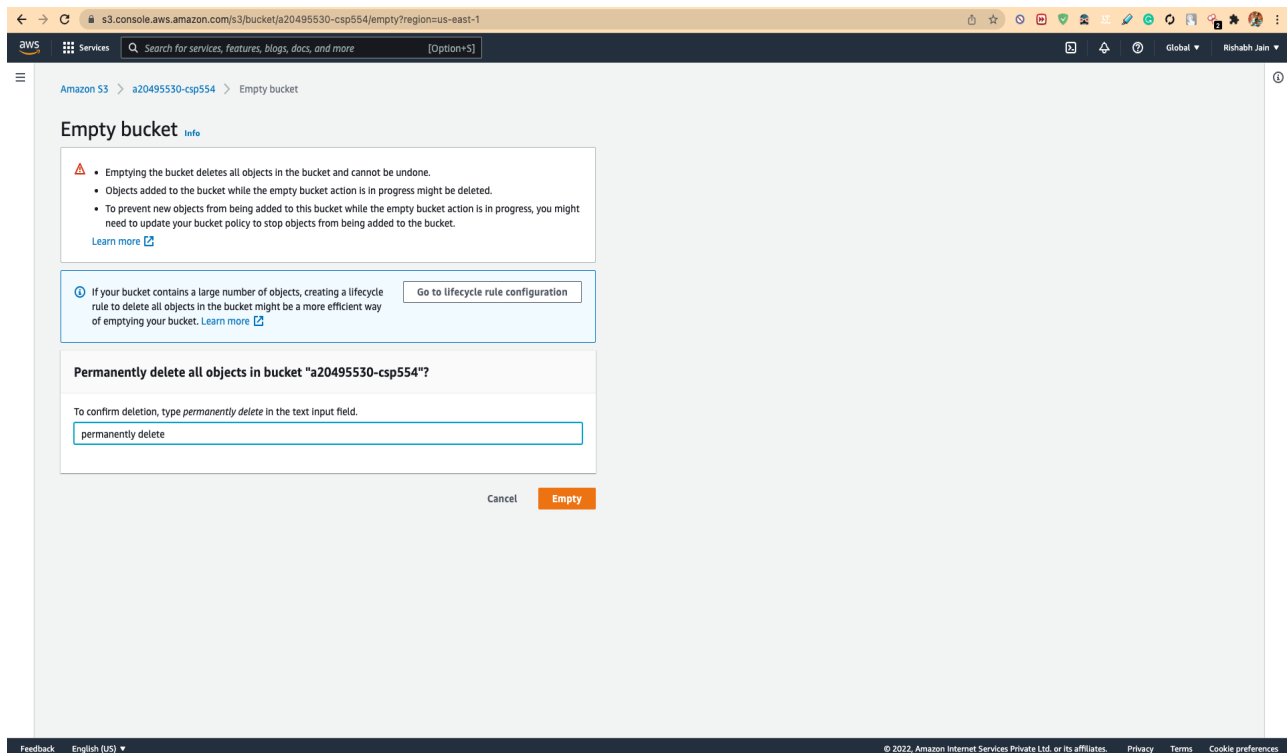 s3.console.aws.amazon.com/s3/bucket/a20495530-csp554/empty?region=us-east-1
aws Services Search for services, features, blogs, docs, and more [Option+S] Global ▼ Rishabh Jain ▼
Amazon S3 > a20495530-csp554 > Empty bucket
Empty bucket Info
• Emptying the bucket deletes all objects in the bucket and cannot be undone.
• Objects added to the bucket while the empty bucket action is in progress might be deleted.
• To prevent new objects from being added to this bucket while the empty bucket action is in progress, you might
need to update your bucket policy to stop objects from being added to the bucket.
Learn more
If your bucket contains a large number of objects, creating a lifecycle
rule to delete all objects in the bucket might be a more efficient way
of emptying your bucket. Learn more
Go to lifecycle rule configuration
Permanently delete all objects in bucket "a20495530-csp554"?
To confirm deletion, type permanently delete in the text input field.
permanently delete
Cancel Empty
Feedback English (US) ▼ © 2022, Amazon Internet Services Private Ltd. or its affiliates. Privacy Terms Cookie preferences